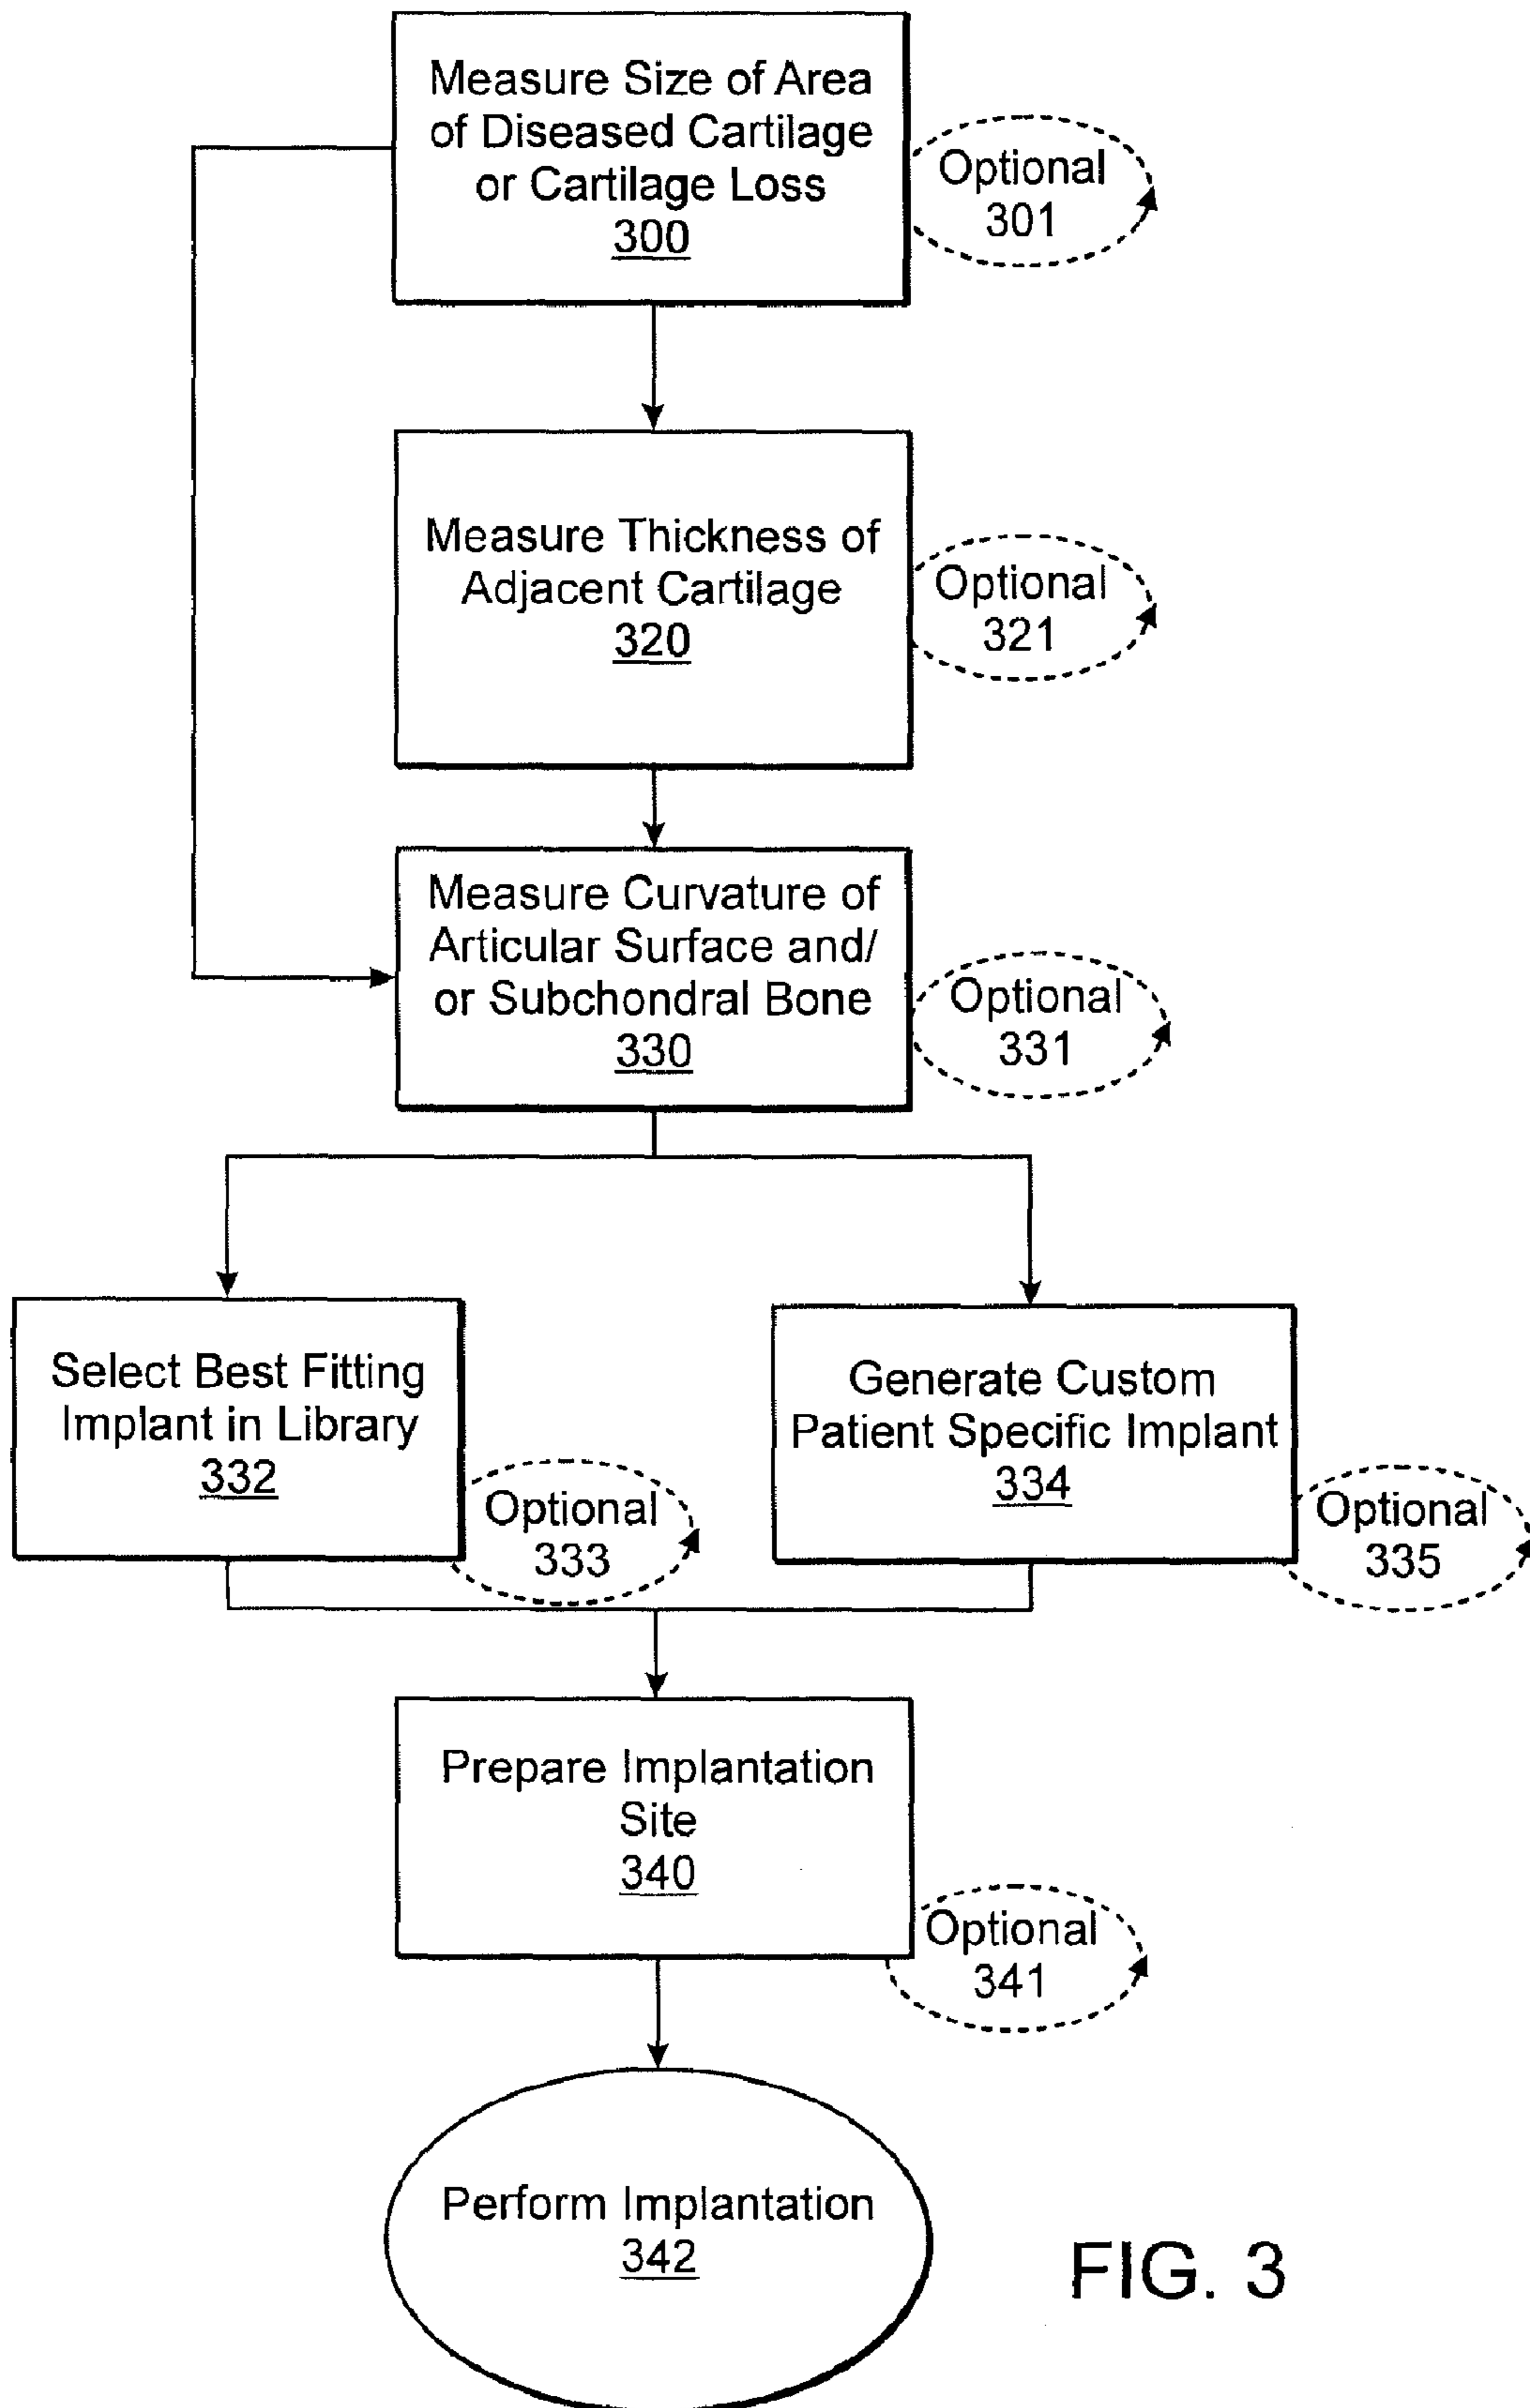 Measure Size of Area
of Diseased Cartilage
or Cartilage Loss
300
Optional
301
Measure Thickness of
Adjacent Cartilage
320
Optional
321
Measure Curvature of
Articular Surface and/
or Subchondral Bone
330
Optional
331
Select Best Fitting
Implant in Library
332
Optional
333
Generate Custom
Patient Specific Implant
334
Optional
335
Prepare Implantation
Site
340
Optional
341
Perform Implantation
342
FIG. 3